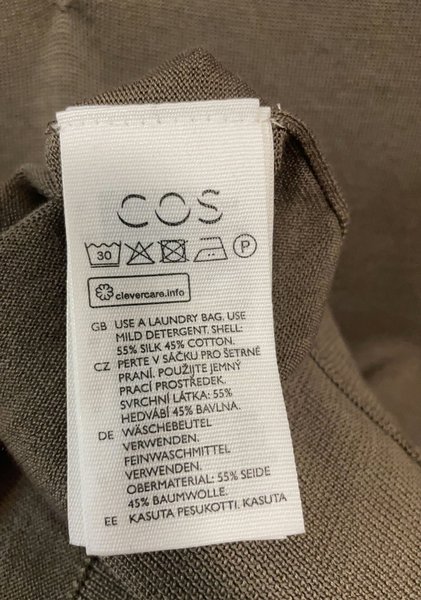 COS
30 P
clevercare.info
GB USE A LAUNDRY BAG. USE
MILD DETERGENT. SHELL:
55% SILK 45% COTTON.
CZ PERTE V SÁČKU PRO ŠETRNÉ
PRANÍ. POUŽIJTE JEMNÝ
PRACÍ PROSTŘEDEK.
SVRCHNÍ LÁTKA: 55%
HEDVÁBÍ 45% BAVLNA.
DE WÄSCHEBEUTEL
VERWENDEN.
FEINWASCHMITTEL
VERWENDEN.
OBERMATERIAL: 55% SEIDE
45% BAUMWOLLE.
EE KASUTA PESUKOTTI. KASUTA